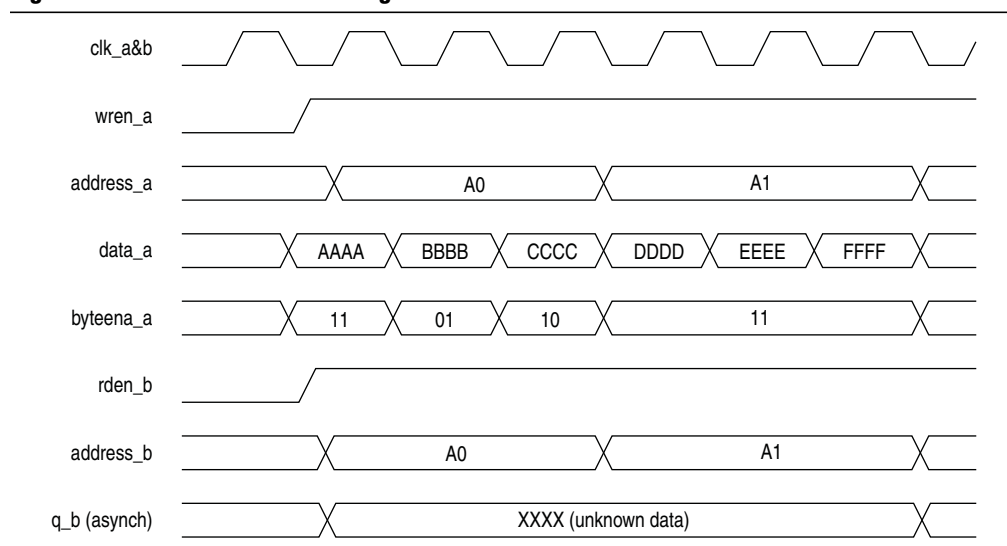 clk_a&b
wren_a
address_a A0 A1
data_a AAAA BBBB CCCC DDDD EEEE FFFF
byteena_a 11 01 10 11
rden_b
address_b A0 A1
q_b (asynch) XXXX (unknown data)